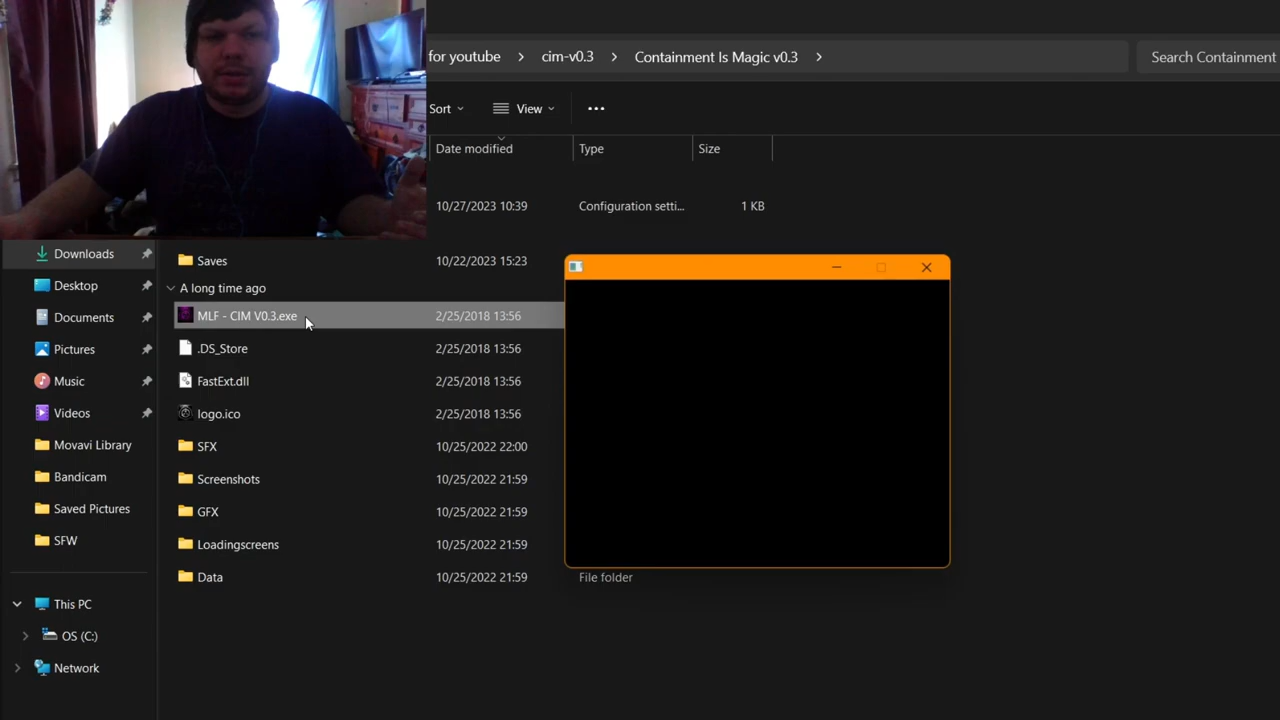 for youtube > cim-v0.3 > Containment Is Magic v0.3 >
Search Containment
Sort
View
Date modified
Type
Size
10/27/2023 10:39
Configuration setti...
1 KB
Downloads
Saves
10/22/2023 15:23
Desktop
A long time ago
Documents
MLF - CIM V0.3.exe
2/25/2018 13:56
Pictures
.DS_Store
2/25/2018 13:56
Music
FastExt.dll
2/25/2018 13:56
Videos
logo.ico
2/25/2018 13:56
Movavi Library
SFX
10/25/2022 22:00
Bandicam
Screenshots
10/25/2022 21:59
Saved Pictures
GFX
10/25/2022 21:59
SFW
Loadingscreens
10/25/2022 21:59
Data
10/25/2022 21:59
File folder
This PC
OS (C:)
Network